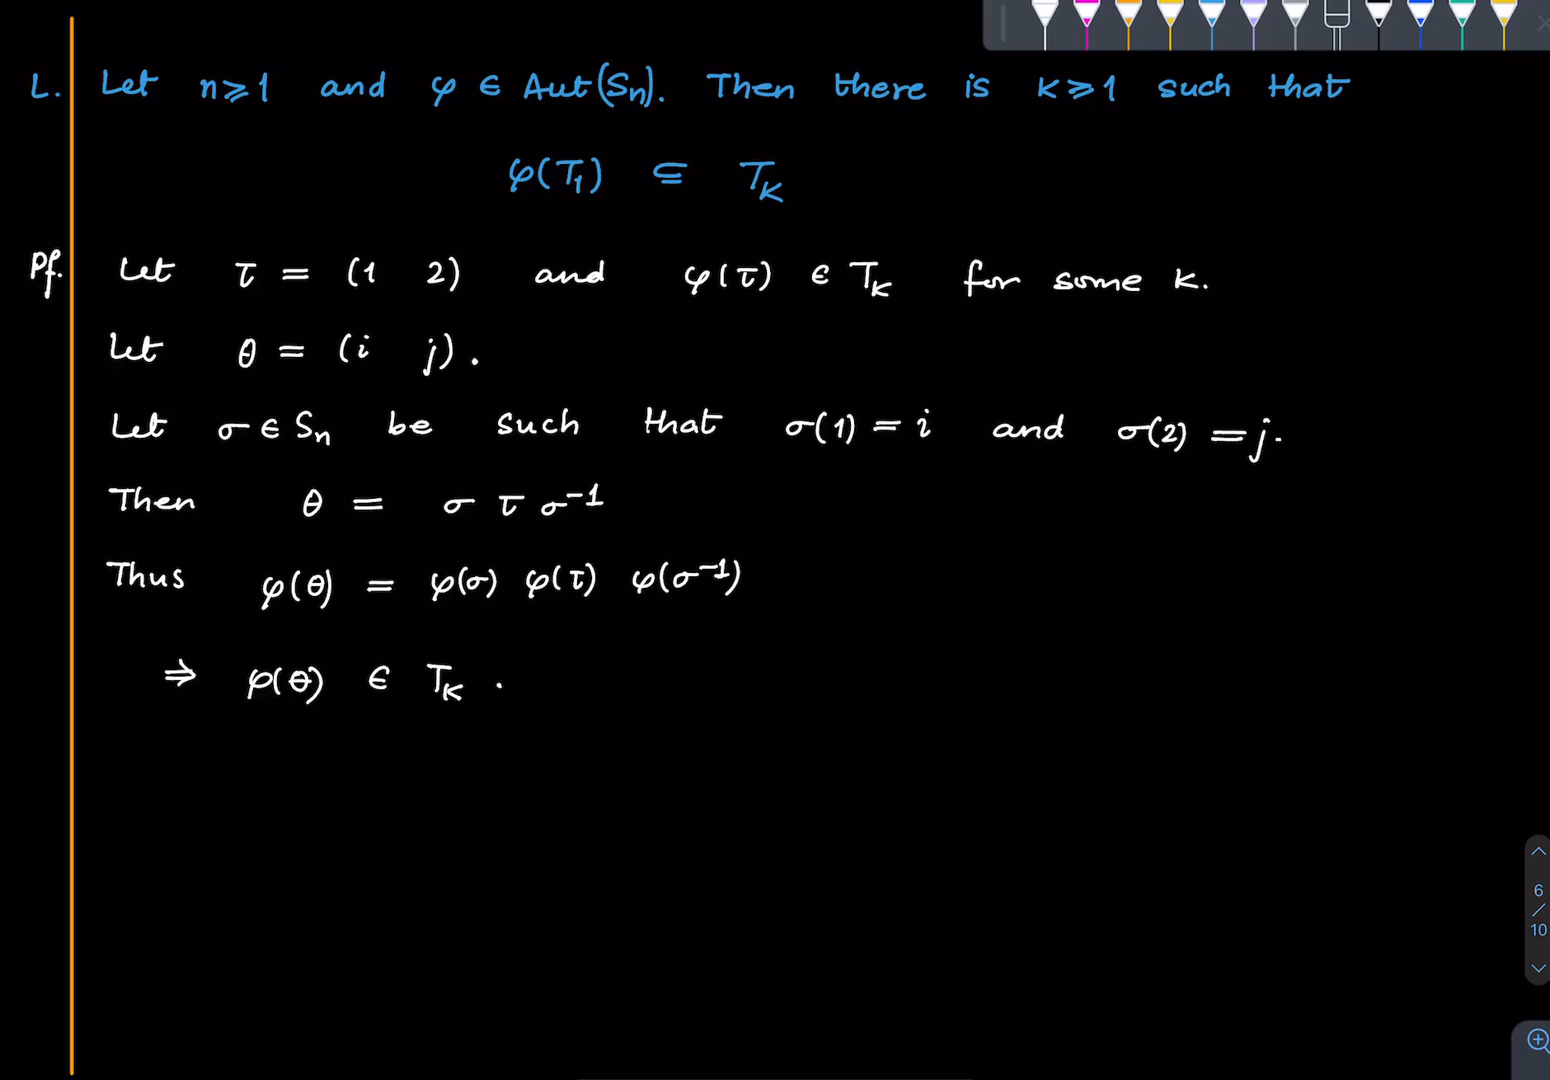 L. Let n ⩾ 1 and φ ∈ Aut(Sₙ). Then there is k ⩾ 1 such that
φ(T₁) ⊆ Tₖ
Pf. Let τ = (1 2) and φ(τ) ∈ Tₖ for some k.
Let θ = (i j).
Let σ ∈ Sₙ be such that σ(1) = i and σ(2) = j.
Then θ = σ τ σ⁻¹
Thus φ(θ) = φ(σ) φ(τ) φ(σ⁻¹)
⇒ φ(θ) ∈ Tₖ .
6
/
10